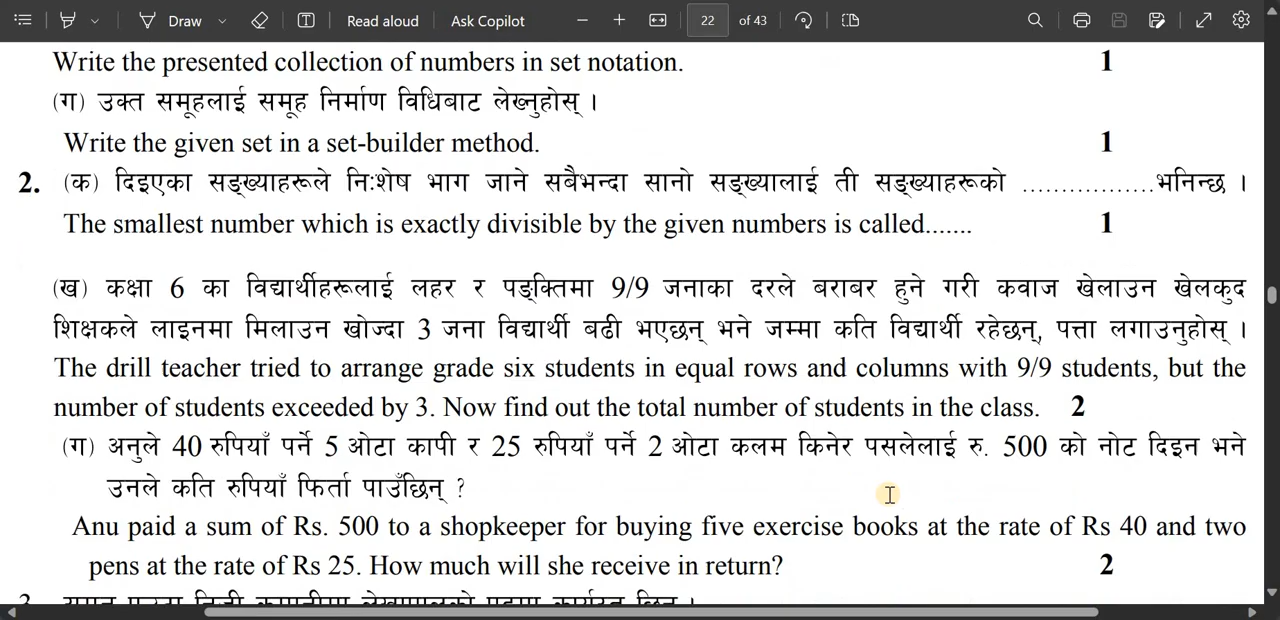 Draw Read aloud Ask Copilot 22 of 43
Write the presented collection of numbers in set notation. 1
(ग) उक्त समूहलाई समूह निर्माण विधिबाट लेख्नुहोस् ।
Write the given set in a set-builder method. 1
2. (क) दिइएका सङ्ख्याहरूले नि:शेष भाग जाने सबैभन्दा सानो सङ्ख्यालाई ती सङ्ख्याहरूको ..................भनिन्छ ।
The smallest number which is exactly divisible by the given numbers is called....... 1
(ख) कक्षा 6 का विद्यार्थीहरूलाई लहर र पङ्क्तिमा 9/9 जनाका दरले बराबर हुने गरी कवाज खेलाउन खेलकुद
शिक्षकले लाइनमा मिलाउन खोज्दा 3 जना विद्यार्थी बढी भएछन् भने जम्मा कति विद्यार्थी रहेछन्, पत्ता लगाउनुहोस् ।
The drill teacher tried to arrange grade six students in equal rows and columns with 9/9 students, but the
number of students exceeded by 3. Now find out the total number of students in the class. 2
(ग) अनुले 40 रुपियाँ पर्ने 5 ओटा कापी र 25 रुपियाँ पर्ने 2 ओटा कलम किनेर पसलेलाई रु. 500 को नोट दिइन भने
उनले कति रुपियाँ फिर्ता पाउँछिन् ?
Anu paid a sum of Rs. 500 to a shopkeeper for buying five exercise books at the rate of Rs 40 and two
pens at the rate of Rs 25. How much will she receive in return? 2